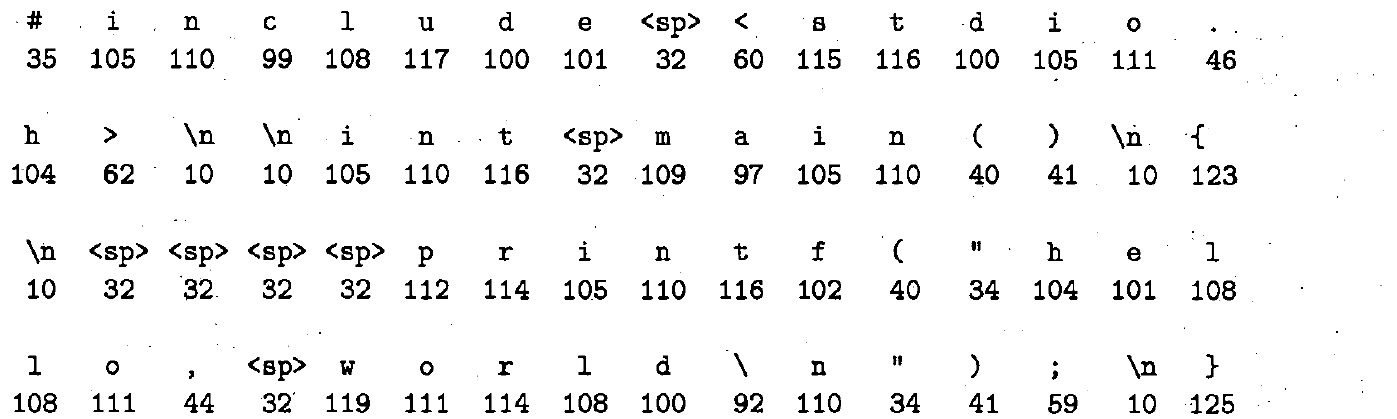 # i n c l u d e <sp> < s t d i o .
35 105 110 99 108 117 100 101 32 60 115 116 100 105 111 46
h > \n \n i n t <sp> m a i n ( ) \n {
104 62 10 10 105 110 116 32 109 97 105 110 40 41 10 123
\n <sp> <sp> <sp> <sp> p r i n t f ( " h e l
10 32 32 32 32 112 114 105 110 116 102 40 34 104 101 108
l o , <sp> w o r l d \ n " ) ; \n }
108 111 44 32 119 111 114 108 100 92 110 34 41 59 10 125